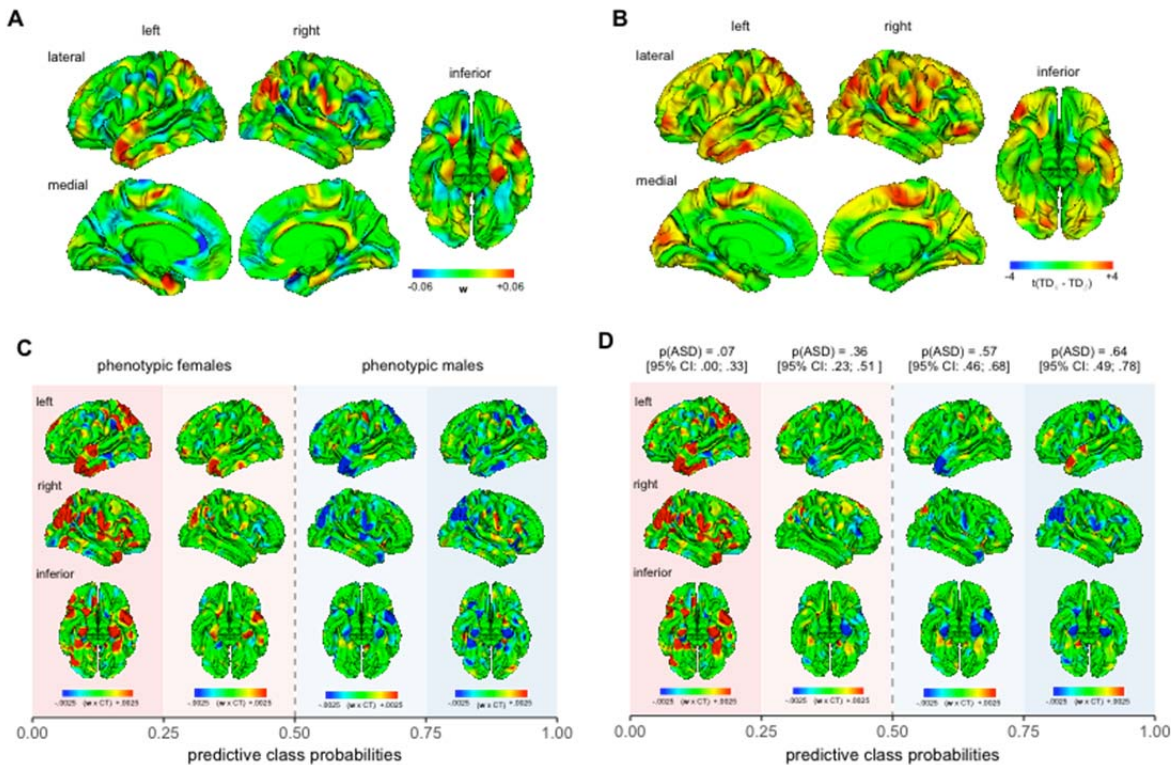 A
left
right
lateral
inferior
medial
-0.06
w
+0.06
B
left
right
lateral
inferior
medial
-4
+4
C
phenotypic females
phenotypic males
left
right
inferior
-.0025 (w x CT) +.0025
-.0025 (w x CT) +.0025
-.0025 (w x CT) +.0025
-.0025 (w x CT) +.0025
0.00 0.25 0.50 0.75 1.00
predictive class probabilities
D
p(ASD) = .07
[95% CI: .00; .33]
p(ASD) = .36
[95% CI: .23; .51 ]
p(ASD) = .57
[95% CI: .46; .68]
p(ASD) = .64
[95% CI: .49; .78]
left
right
inferior
-.0025 (w x CT) +.0025
-.0025 (w x CT) +.0025
-.0025 (w x CT) +.0025
-.0025 (w x CT) +.0025
0.00 0.25 0.50 0.75 1.00
predictive class probabilities